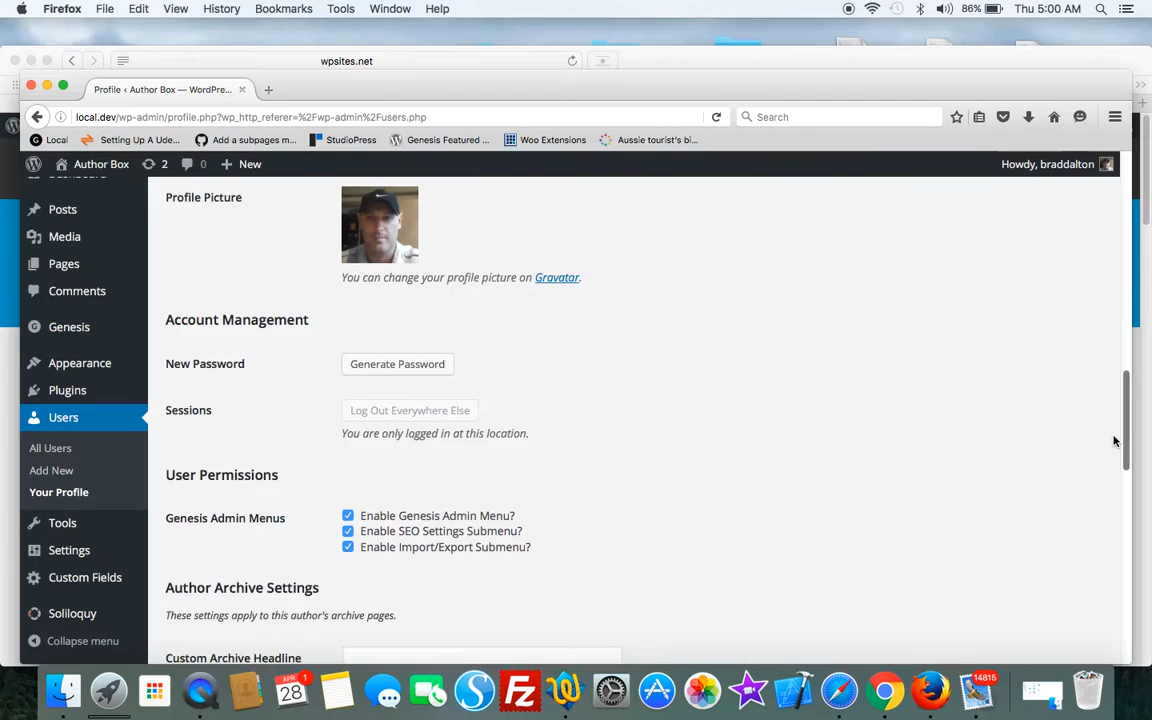 Firefox File Edit View History Bookmarks Tools Window Help 86% Thu 5:00 AM
wpsites.net
Profile ‹ Author Box — WordPre...
local.dev/wp-admin/profile.php?wp_http_referer=%2Fwp-admin%2Fusers.php Search
Local Setting Up A Ude... Add a subpages m... StudioPress Genesis Featured ... Woo Extensions Aussie tourist's bi...
Author Box 2 0 New Howdy, braddalton
Posts
Media
Pages
Comments
Genesis
Appearance
Plugins
Users
All Users
Add New
Your Profile
Tools
Settings
Custom Fields
Soliloquy
Collapse menu
Profile Picture
You can change your profile picture on Gravatar.
Account Management
New Password Generate Password
Sessions Log Out Everywhere Else
You are only logged in at this location.
User Permissions
Genesis Admin Menus Enable Genesis Admin Menu?
Enable SEO Settings Submenu?
Enable Import/Export Submenu?
Author Archive Settings
These settings apply to this author's archive pages.
Custom Archive Headline
APR
28
1
14815